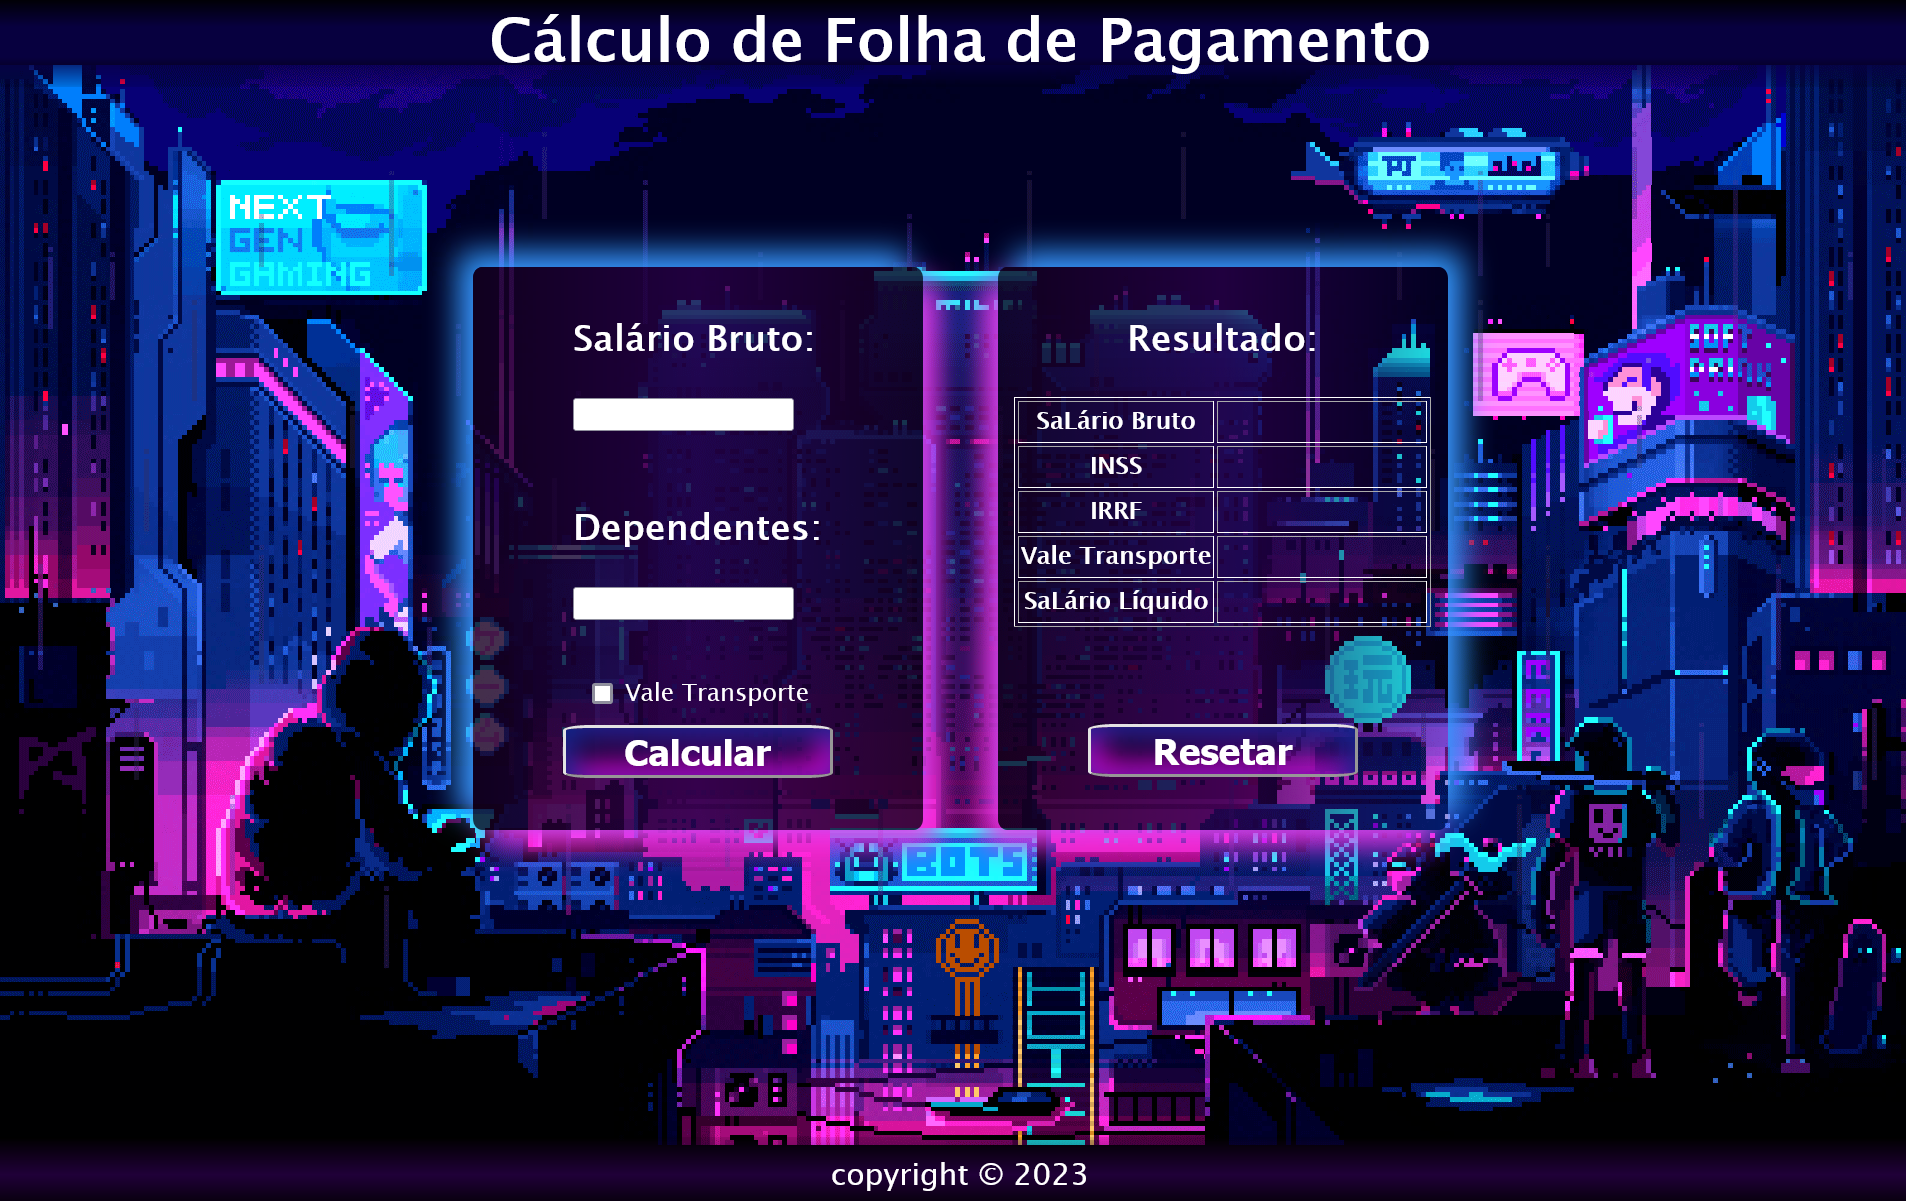 Cálculo de Folha de Pagamento
NEXT
GEN
GAMING
Salário Bruto:
Dependentes:
Vale Transporte
Calcular
Resultado:
SaLário Bruto
INSS
IRRF
Vale Transporte
SaLário Líquido
Resetar
BOTS
copyright © 2023